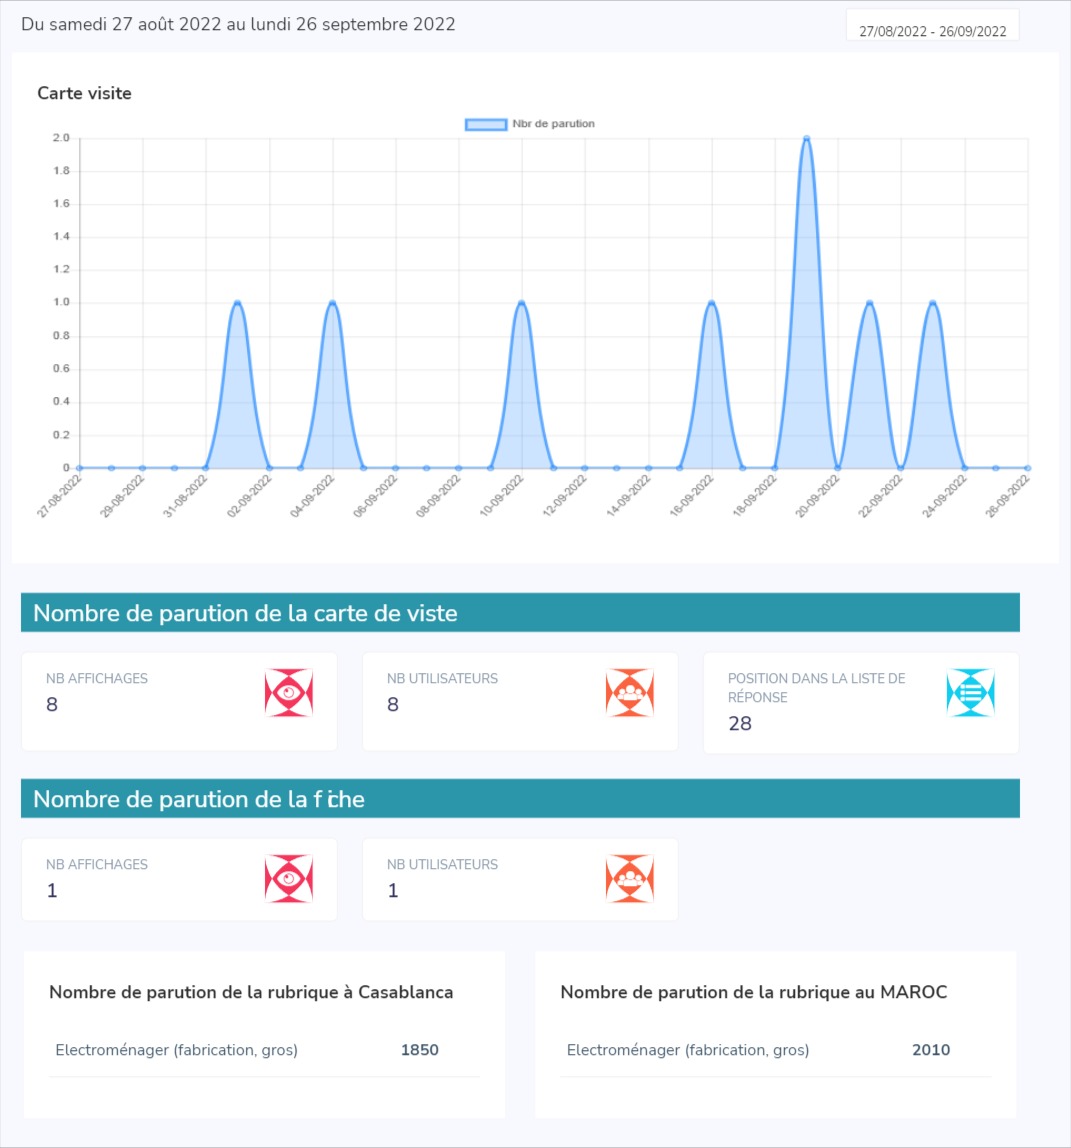 Du samedi 27 août 2022 au lundi 26 septembre 2022
27/08/2022 - 26/09/2022
Carte visite
Nbr de parution
2.0
1.8
1.6
1.4
1.2
1.0
0.8
0.6
0.4
0.2
0
27-08-2022
29-08-2022
31-08-2022
02-09-2022
04-09-2022
06-09-2022
08-09-2022
10-09-2022
12-09-2022
14-09-2022
16-09-2022
18-09-2022
20-09-2022
22-09-2022
24-09-2022
26-09-2022
Nombre de parution de la carte de viste
NB AFFICHAGES
8
NB UTILISATEURS
8
POSITION DANS LA LISTE DE
RÉPONSE
28
Nombre de parution de la fiche
NB AFFICHAGES
1
NB UTILISATEURS
1
Nombre de parution de la rubrique à Casablanca
Electroménager (fabrication, gros) 1850
Nombre de parution de la rubrique au MAROC
Electroménager (fabrication, gros) 2010